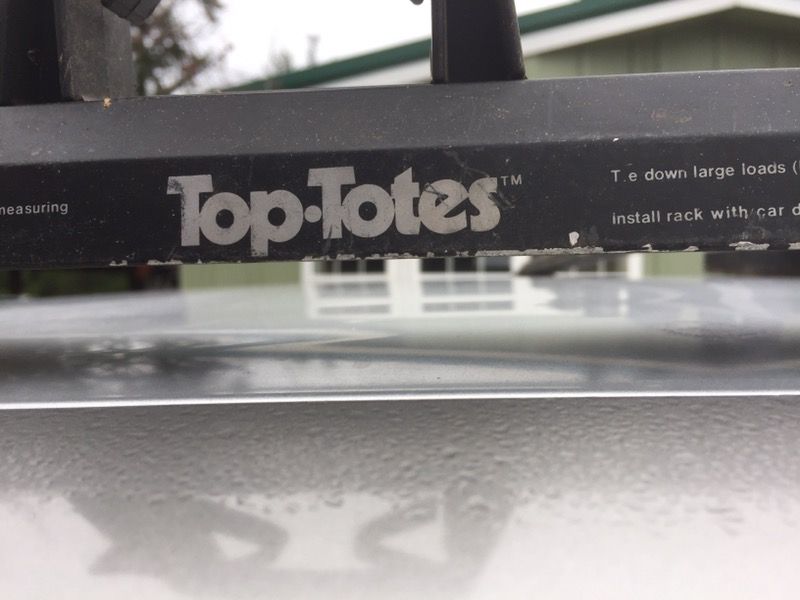 measuring
Top·Totes™
T.e down large loads (
install rack with car d